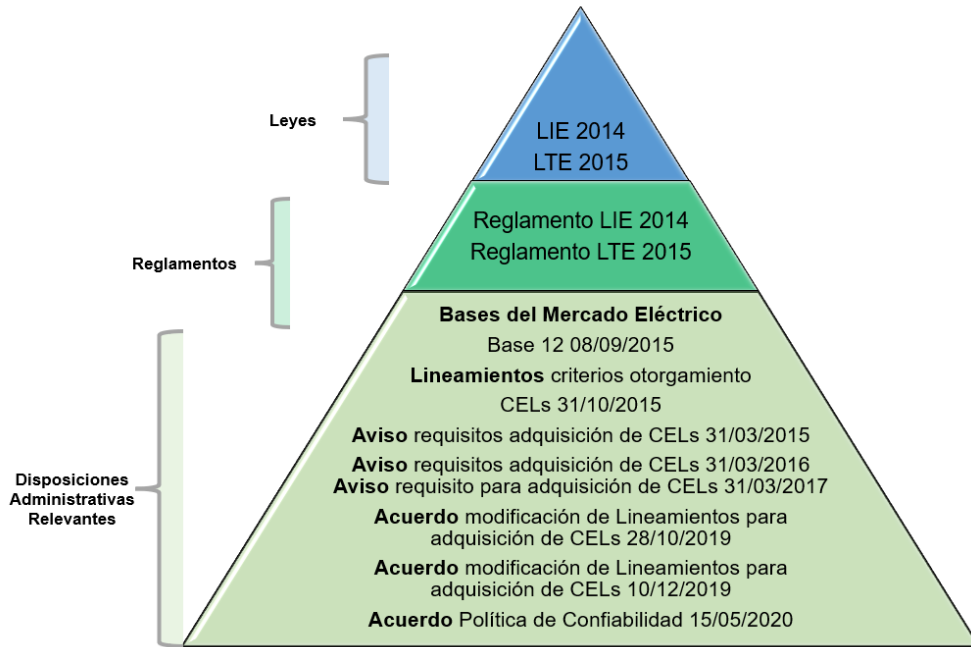 Leyes
LIE 2014
LTE 2015
Reglamentos
Reglamento LIE 2014
Reglamento LTE 2015
Disposiciones
Administrativas
Relevantes
Bases del Mercado Eléctrico
Base 12 08/09/2015
Lineamientos criterios otorgamiento
CELs 31/10/2015
Aviso requisitos adquisición de CELs 31/03/2015
Aviso requisitos adquisición de CELs 31/03/2016
Aviso requisito para adquisición de CELs 31/03/2017
Acuerdo modificación de Lineamientos para
adquisición de CELs 28/10/2019
Acuerdo modificación de Lineamientos para
adquisición de CELs 10/12/2019
Acuerdo Política de Confiabilidad 15/05/2020